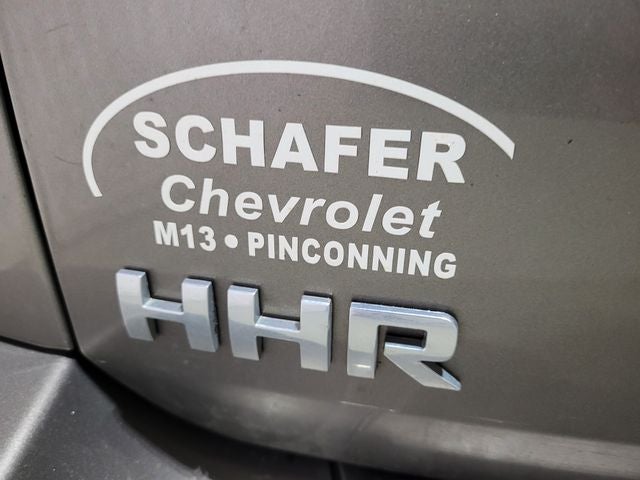 SCHAFER
Chevrolet
M13 • PINCONNING
HHR